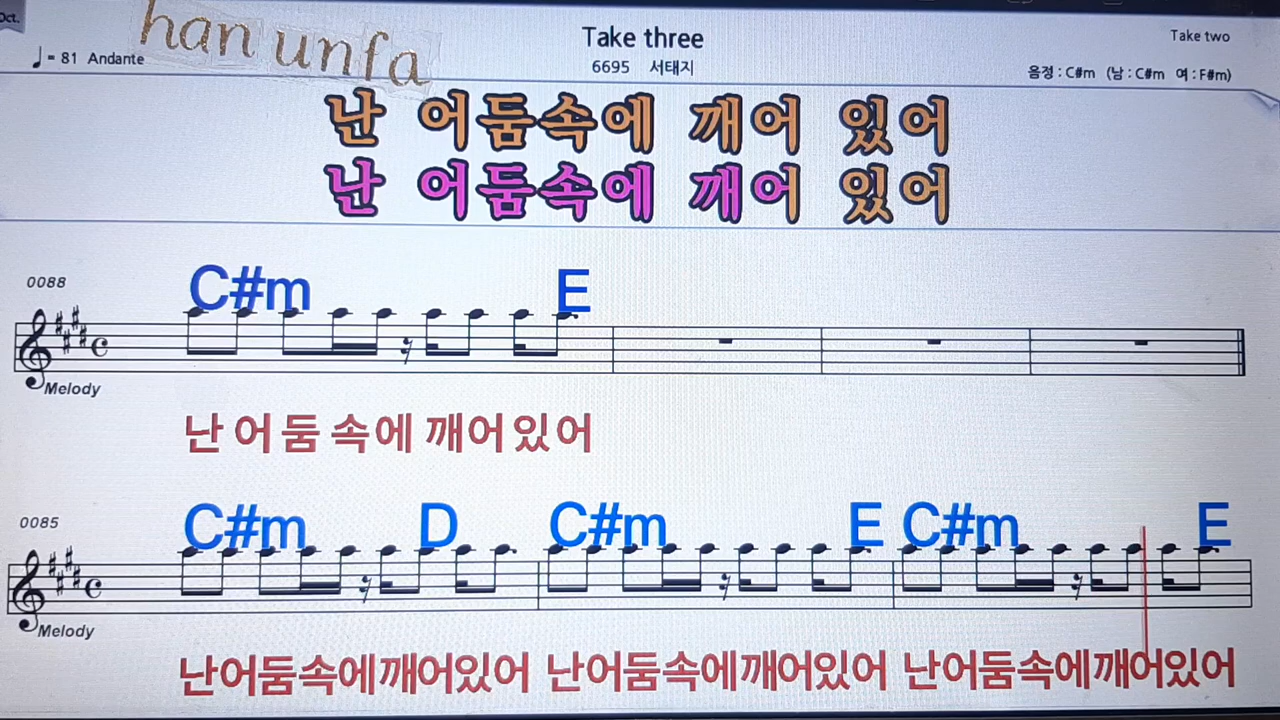 Oct.
han unfa
Take three
Take two
♩= 81 Andante
6695 서태지
음정 : C#m (남 : C#m 여 : F#m)
난 어둠속에 깨어 있어
난 어둠속에 깨어 있어
0088
C#m E
Melody
난 어 둠 속에 깨어 있어
0085
C#m D C#m E C#m E
Melody
난어둠속에깨어있어 난어둠속에깨어있어 난어둠속에깨어있어